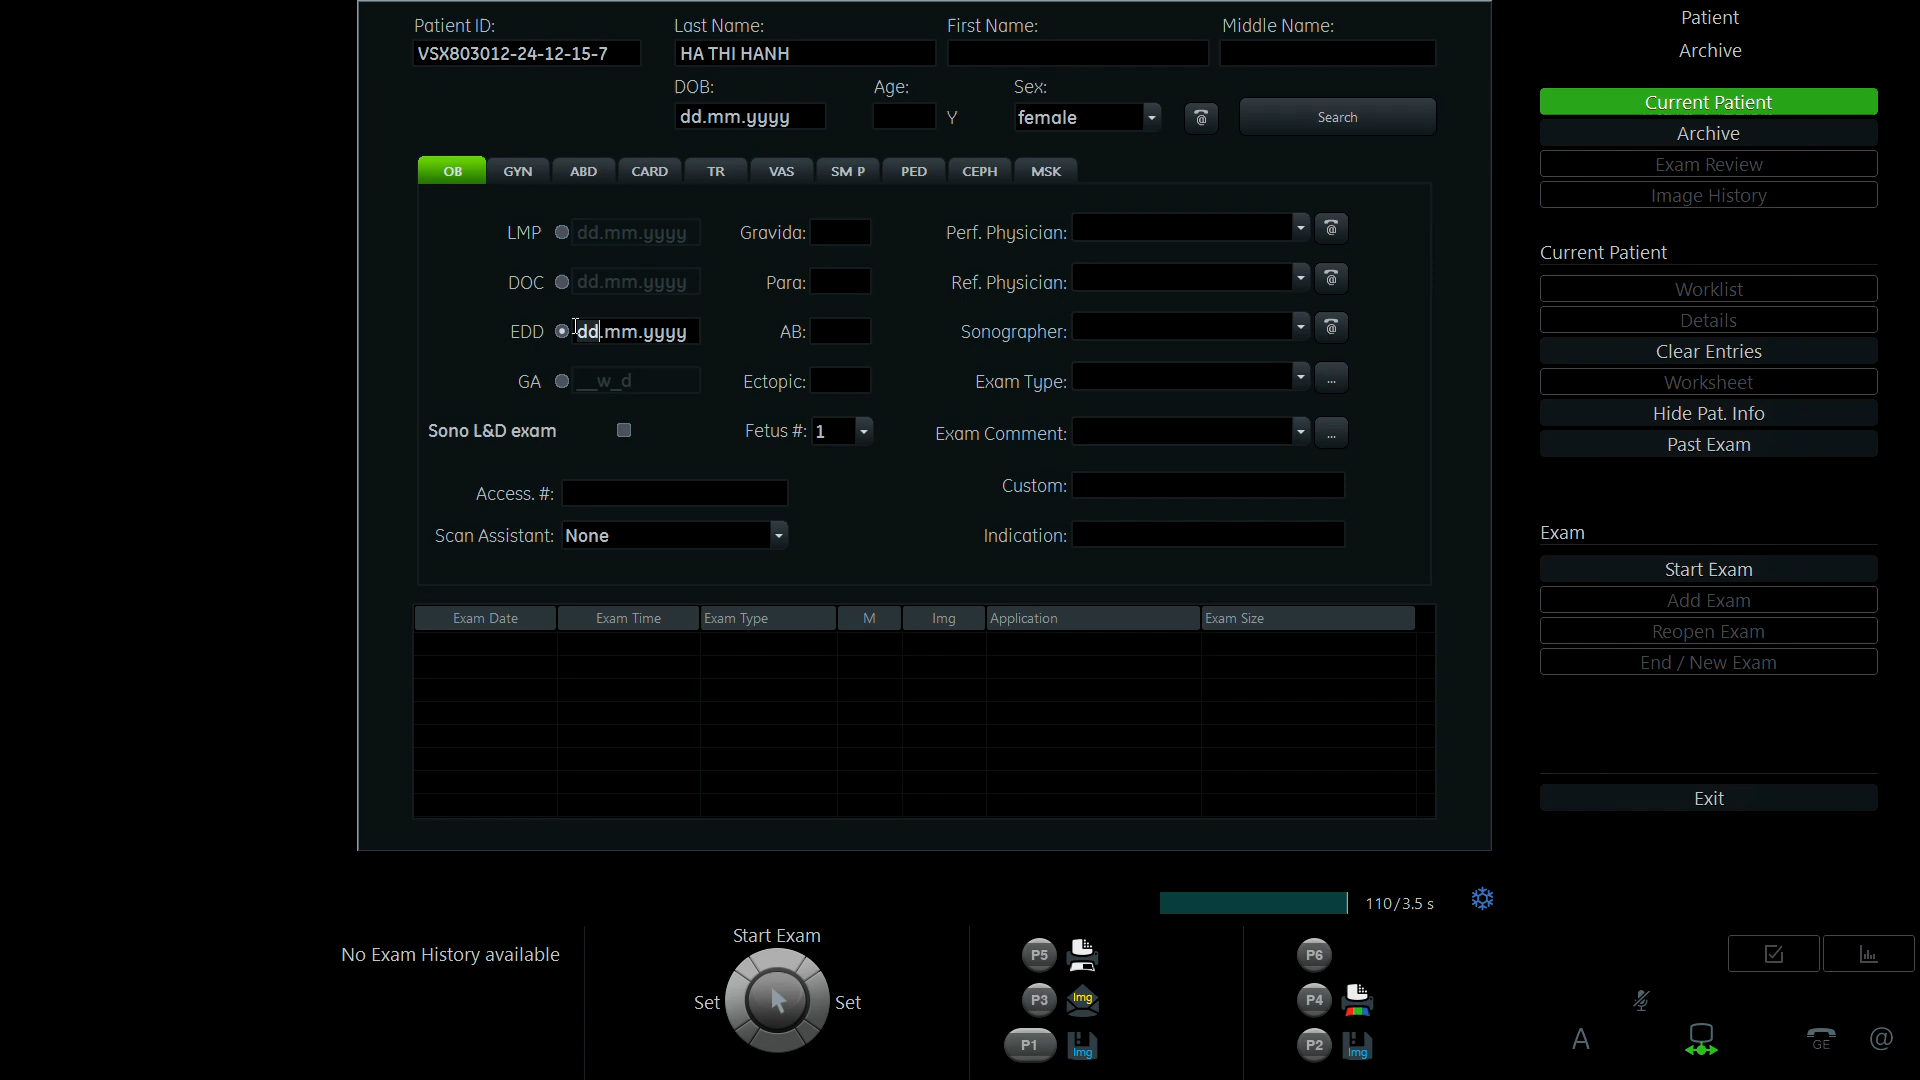 Patient ID: Last Name: First Name: Middle Name:
VSX803012-24-12-15-7 HA THI HANH
DOB: Age: Sex:
dd.mm.yyyy Y female @ Search
OB GYN ABD CARD TR VAS SM P PED CEPH MSK
LMP dd.mm.yyyy Gravida: Perf. Physician: @
DOC dd.mm.yyyy Para: Ref. Physician: @
EDD dd.mm.yyyy AB: Sonographer: @
GA __w_d Ectopic: Exam Type: ...
Sono L&D exam Fetus #: 1 Exam Comment: ...
Access. #: Custom:
Scan Assistant: None Indication:
Exam Date Exam Time Exam Type M Img Application Exam Size
Patient
Archive
Current Patient
Archive
Exam Review
Image History
Current Patient
Worklist
Details
Clear Entries
Worksheet
Hide Pat. Info
Past Exam
Exam
Start Exam
Add Exam
Reopen Exam
End / New Exam
Exit
110/3.5 s
No Exam History available
Start Exam
Set Set
P5 P6
P3 Img P4
P1 Img P2 Img
A GE @